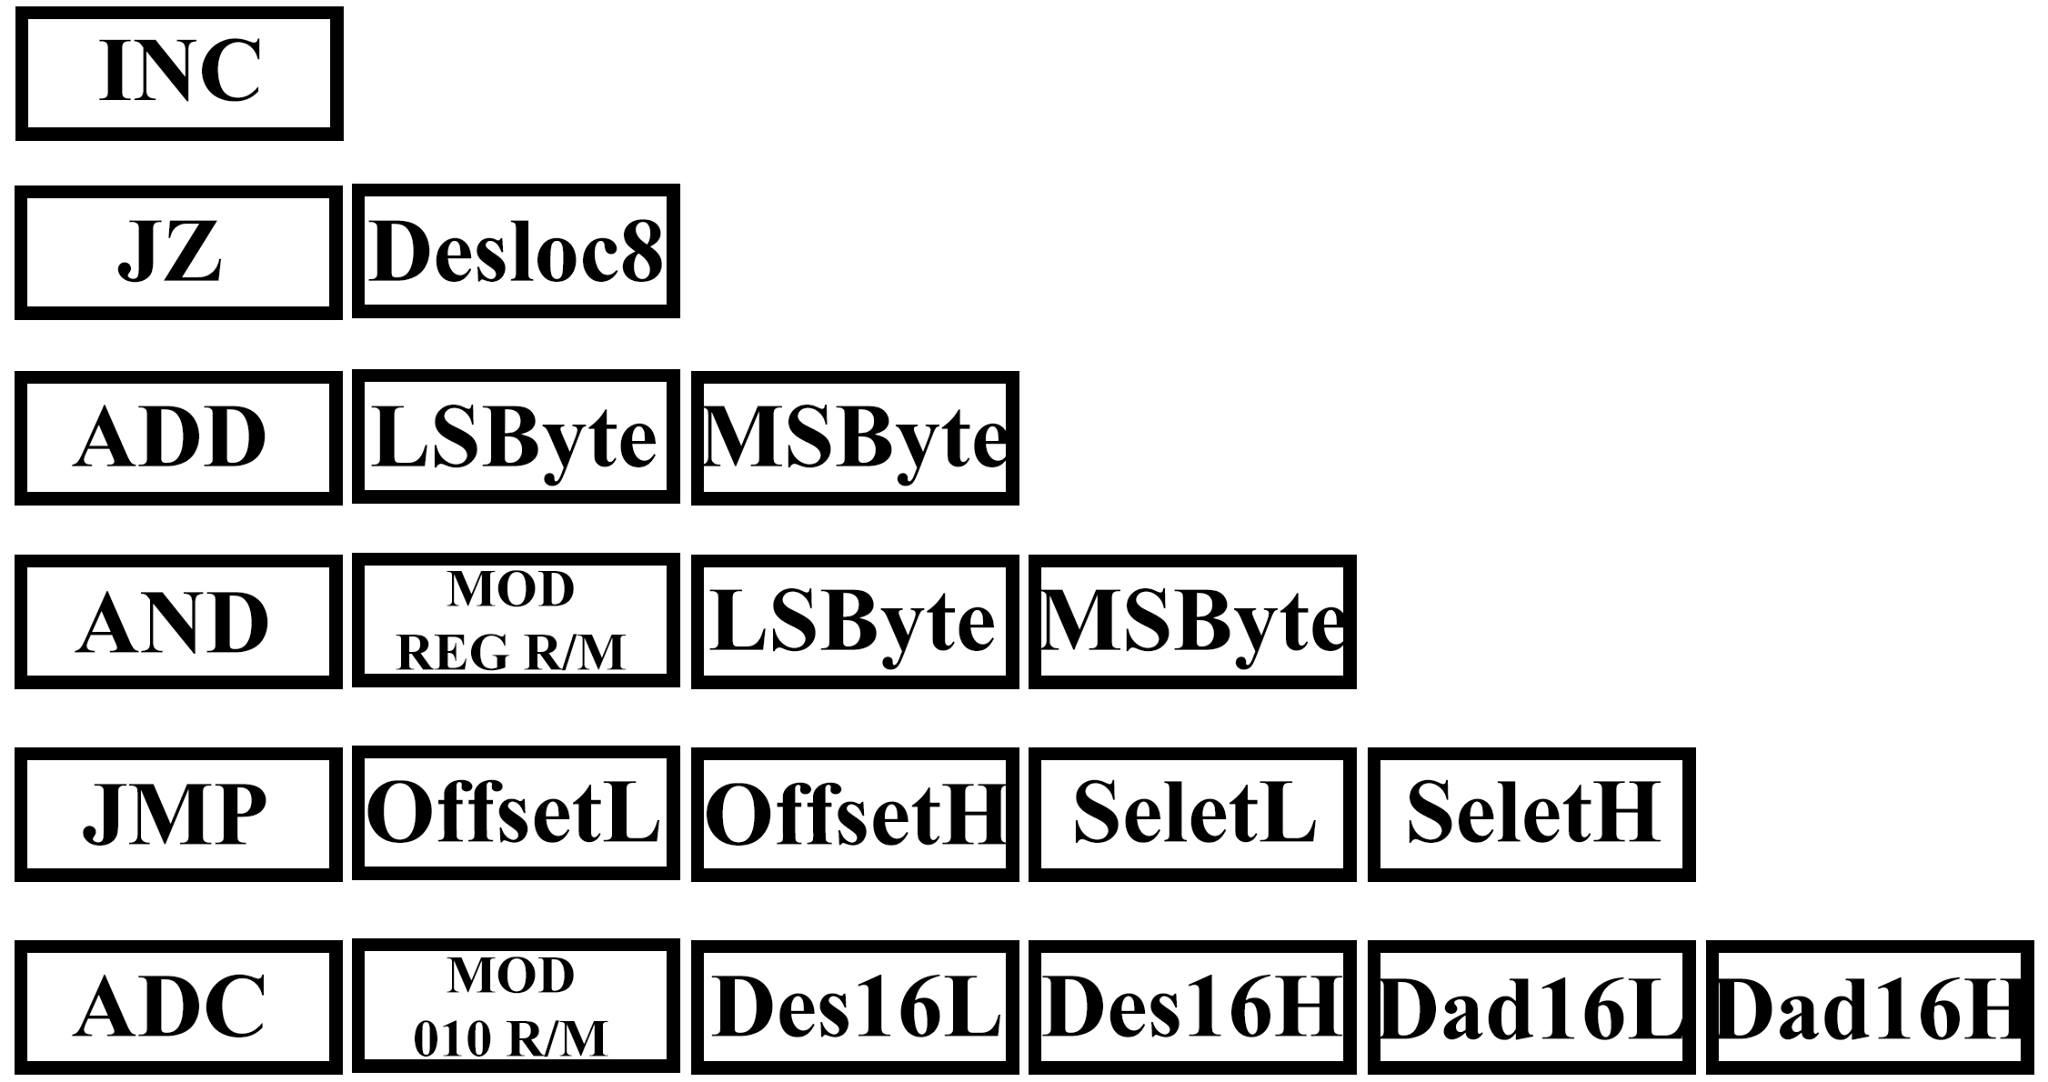 INC
JZ Desloc8
ADD LSByte MSByte
AND MOD REG R/M LSByte MSByte
JMP OffsetL OffsetH SeletL SeletH
ADC MOD 010 R/M Des16L Des16H Dad16L Dad16H